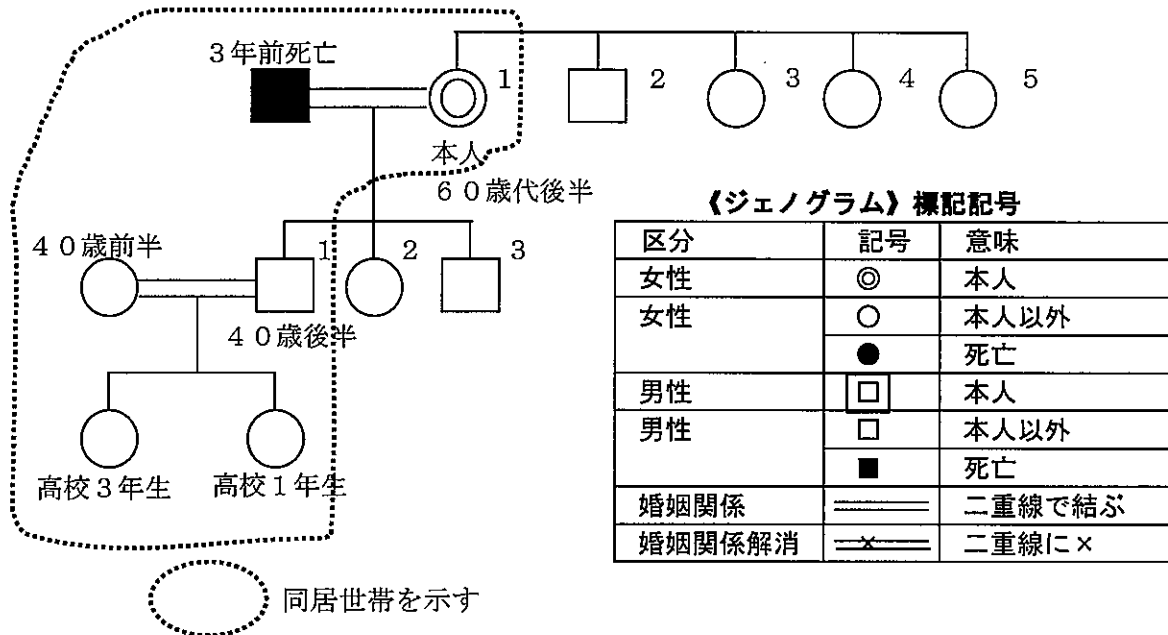 3年前死亡
1 2 3 4 5
本人
60歳代後半
40歳前半
1 2 3
40歳後半
高校3年生 高校1年生
同居世帯を示す
《ジェノグラム》標記記号
区分 記号 意味
女性 ◎ 本人
女性 ○ 本人以外
● 死亡
男性 □ 本人
男性 □ 本人以外
■ 死亡
婚姻関係 二重線で結ぶ
婚姻関係解消 × 二重線に×